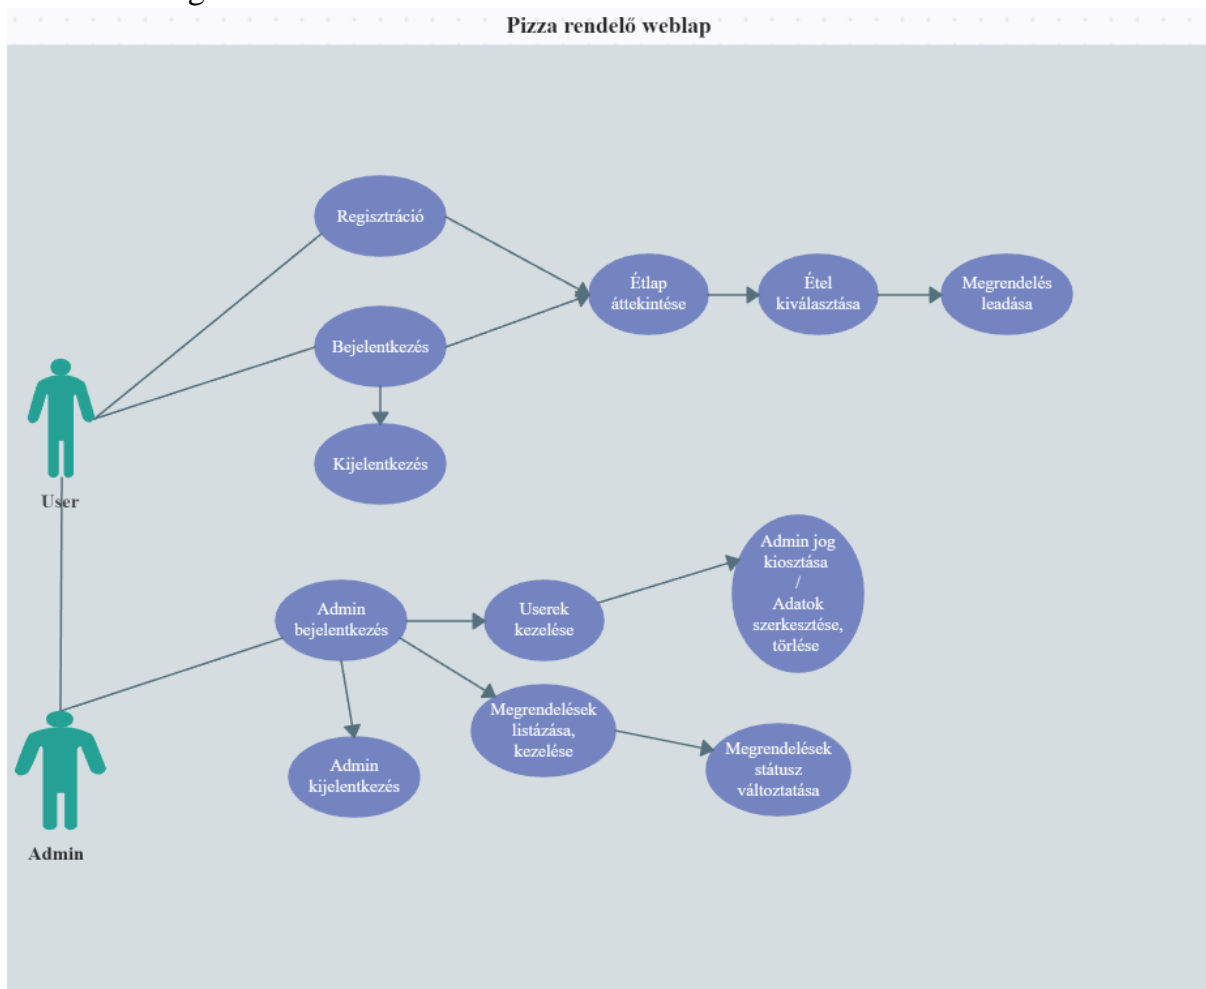 Pizza rendelő weblap
Regisztráció
Étlap
áttekintése
Étel
kiválasztása
Megrendelés
leadása
Bejelentkezés
Kijelentkezés
User
Admin jog
kiosztása
/
Adatok
szerkesztése,
törlése
Admin
bejelentkezés
Userek
kezelése
Megrendelések
listázása,
kezelése
Megrendelések
státusz
változtatása
Admin
kijelentkezés
Admin